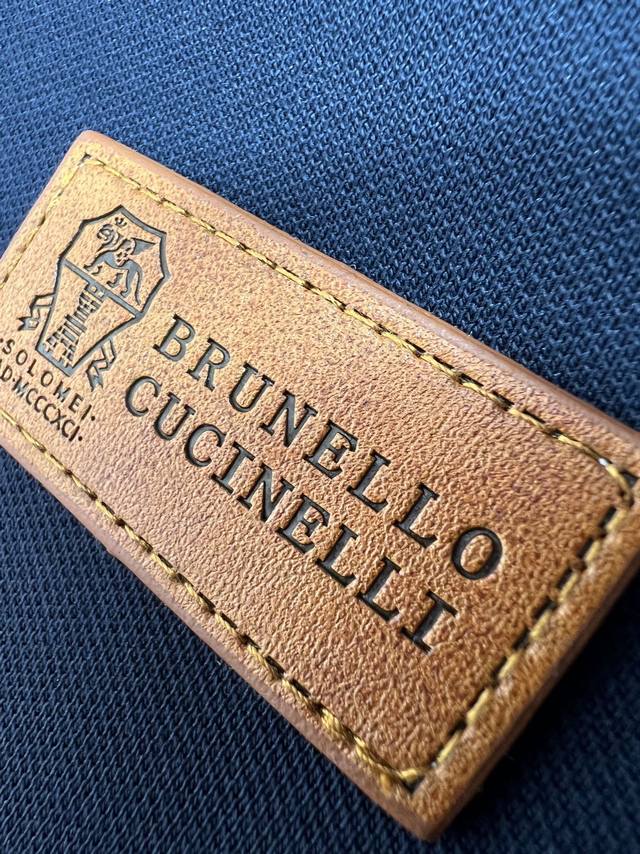 ·SOLOMEI·
A.D·MCCCXCI·
BRUNELLO
CUCINELLI